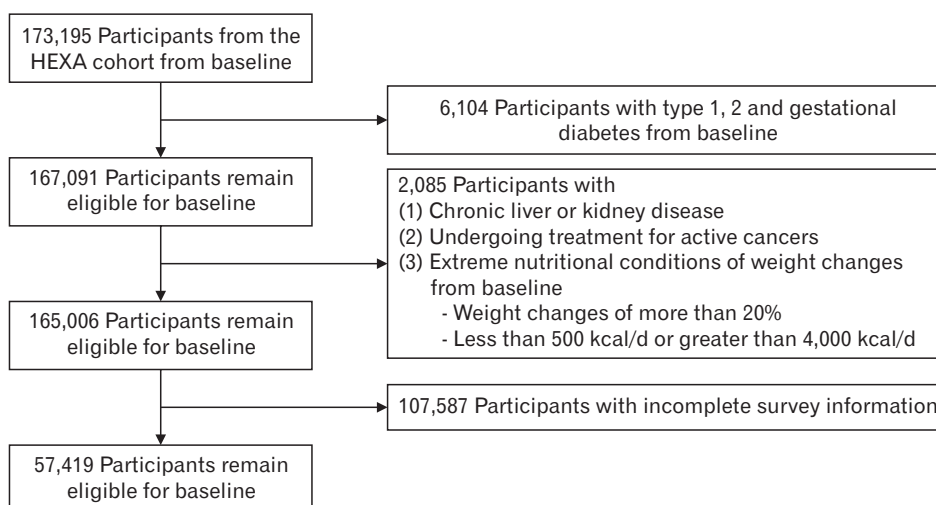 173,195 Participants from the
HEXA cohort from baseline
6,104 Participants with type 1, 2 and gestational
diabetes from baseline
167,091 Participants remain
eligible for baseline
2,085 Participants with
(1) Chronic liver or kidney disease
(2) Undergoing treatment for active cancers
(3) Extreme nutritional conditions of weight changes
from baseline
- Weight changes of more than 20%
- Less than 500 kcal/d or greater than 4,000 kcal/d
165,006 Participants remain
eligible for baseline
107,587 Participants with incomplete survey information
57,419 Participants remain
eligible for baseline